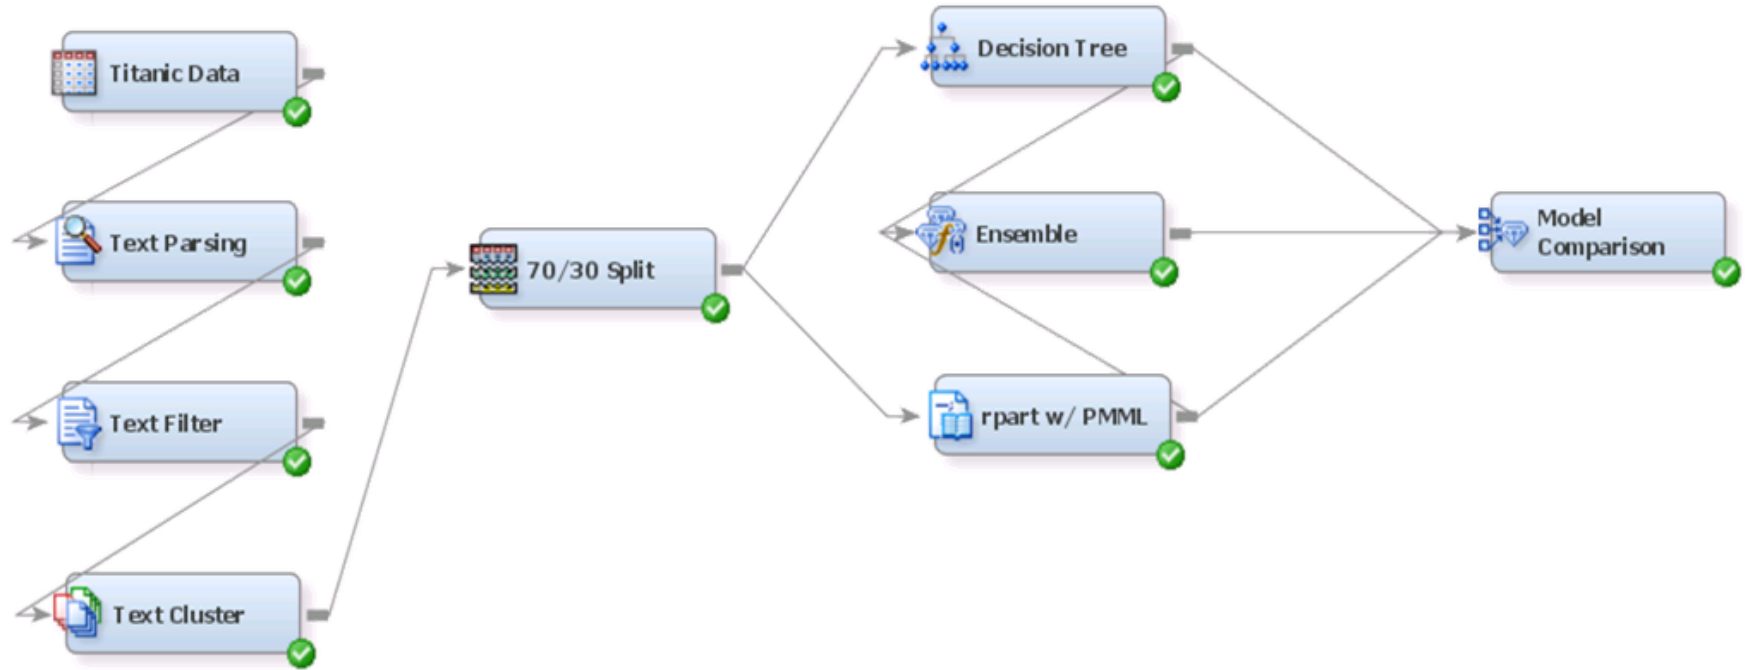 Titanic Data
Text Parsing
Text Filter
Text Cluster
70/30 Split
Decision Tree
Ensemble
rpart w/ PMML
Model
Comparison